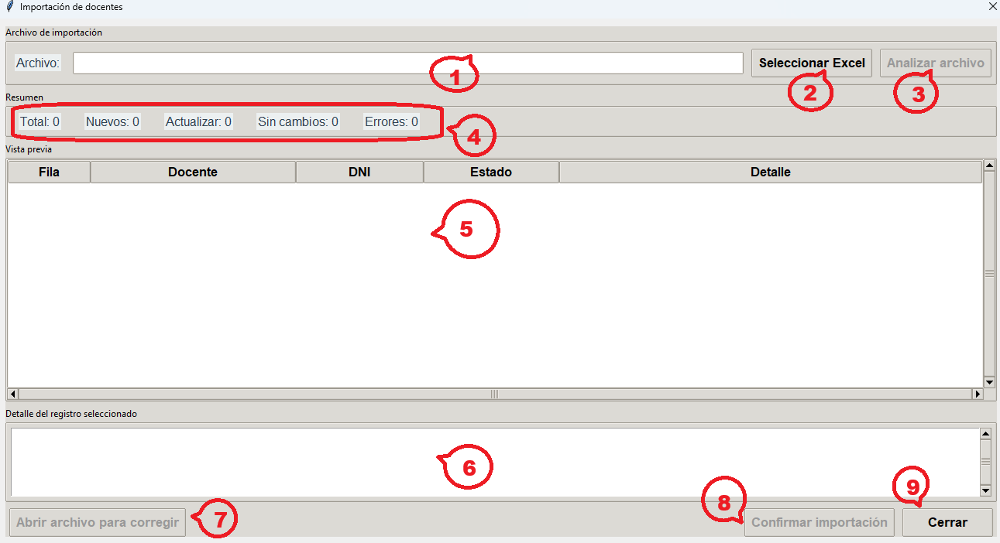 Importación de docentes
Archivo de importación
Archivo:
Seleccionar Excel
Analizar archivo
1
2
3
Resumen
Total: 0 Nuevos: 0 Actualizar: 0 Sin cambios: 0 Errores: 0
4
Vista previa
Fila Docente DNI Estado Detalle
5
Detalle del registro seleccionado
6
Abrir archivo para corregir
7
8
9
Confirmar importación
Cerrar